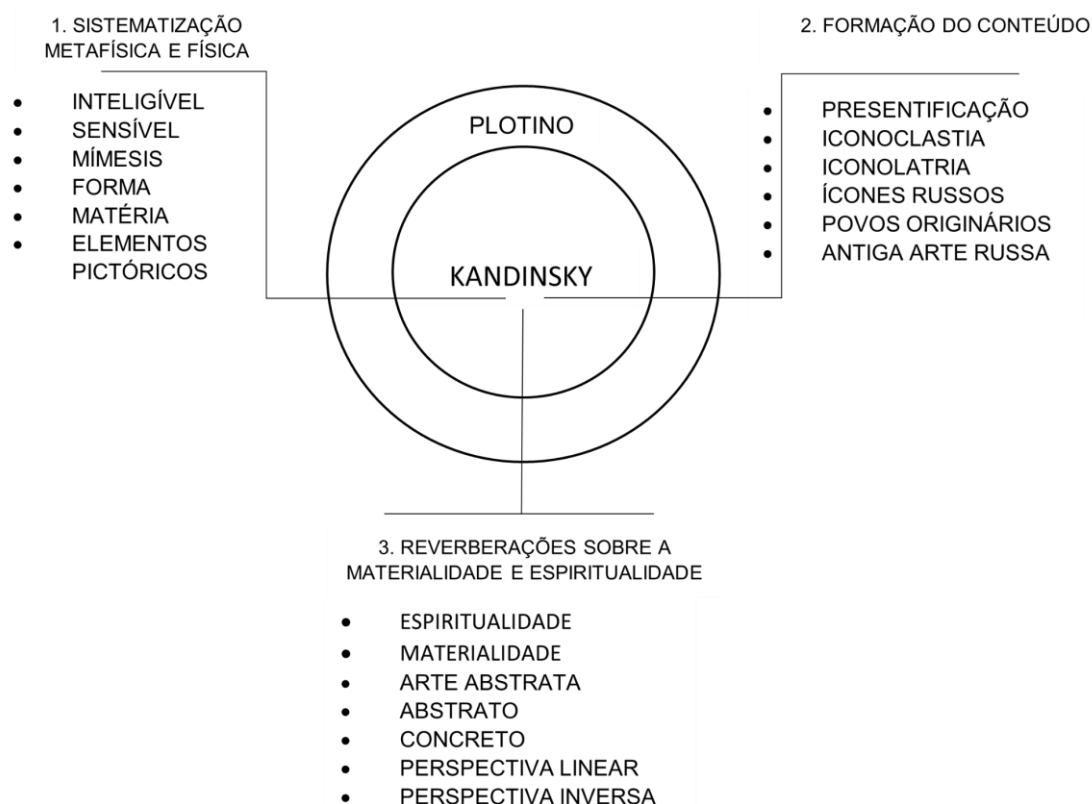 1. SISTEMATIZAÇÃO
METAFÍSICA E FÍSICA
• INTELIGÍVEL
• SENSÍVEL
• MÍMESIS
• FORMA
• MATÉRIA
• ELEMENTOS
PICTÓRICOS
PLOTINO
KANDINSKY
2. FORMAÇÃO DO CONTEÚDO
• PRESENTIFICAÇÃO
• ICONOCLASTIA
• ICONOLATRIA
• ÍCONES RUSSOS
• POVOS ORIGINÁRIOS
• ANTIGA ARTE RUSSA
3. REVERBERAÇÕES SOBRE A
MATERIALIDADE E ESPIRITUALIDADE
• ESPIRITUALIDADE
• MATERIALIDADE
• ARTE ABSTRATA
• ABSTRATO
• CONCRETO
• PERSPECTIVA LINEAR
• PERSPECTIVA INVERSA